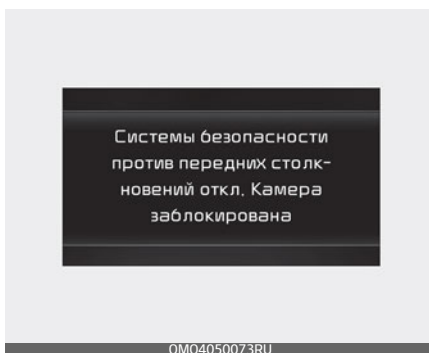 Системы безопасности
против передних столк-
новений откл. Камера
заблокирована
OMQ4050073RU